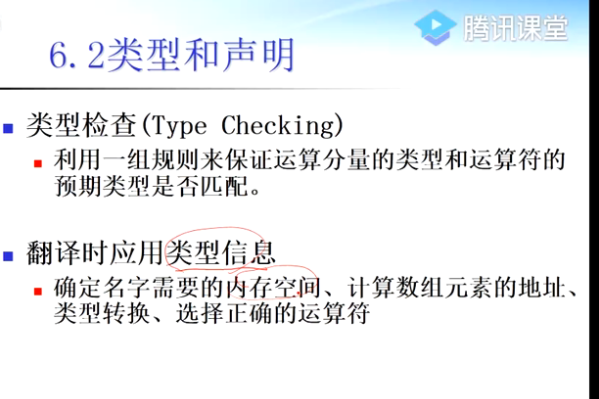 腾讯课堂
6.2类型和声明
类型检查(Type Checking)
利用一组规则来保证运算分量的类型和运算符的
预期类型是否匹配。
翻译时应用类型信息
确定名字需要的内存空间、计算数组元素的地址、
类型转换、选择正确的运算符